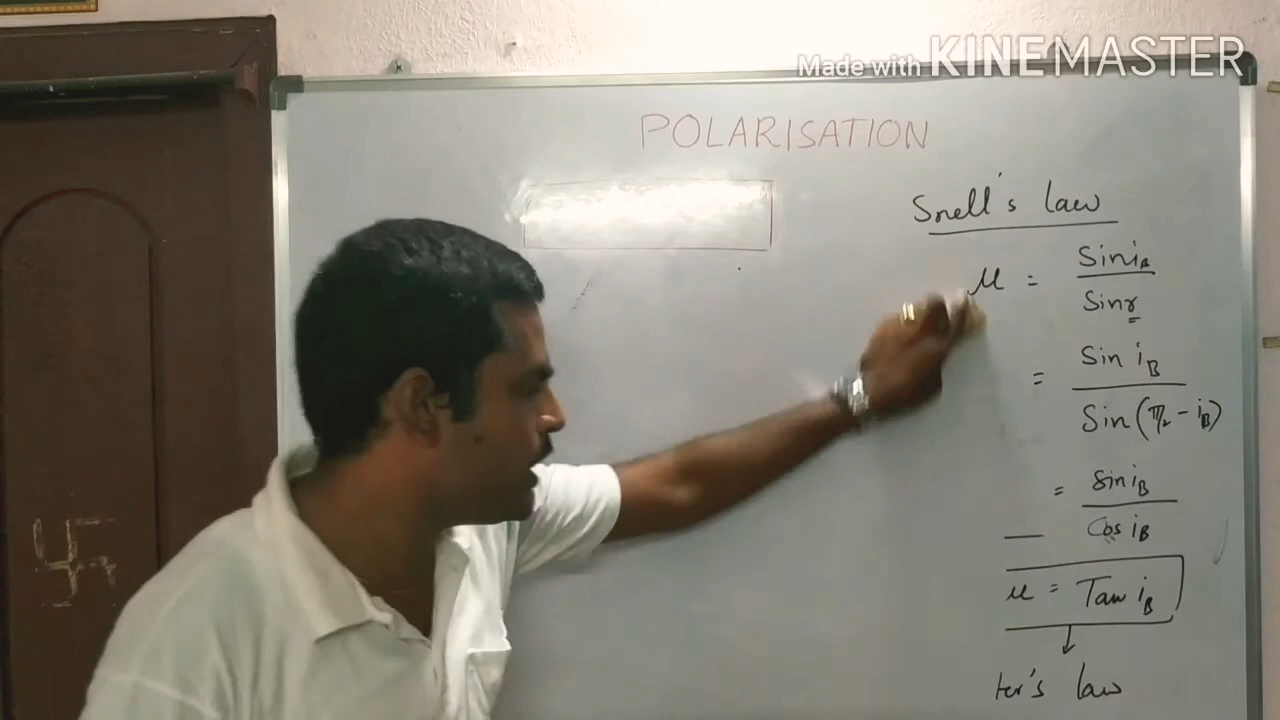 Made with KINEMASTER
POLARISATION
Snell's law
μ = Sin i_B / Sin r
= Sin i_B / Sin (π/2 - i_B)
= Sin i_B / Cos i_B
μ = Tan i_B
ter's law